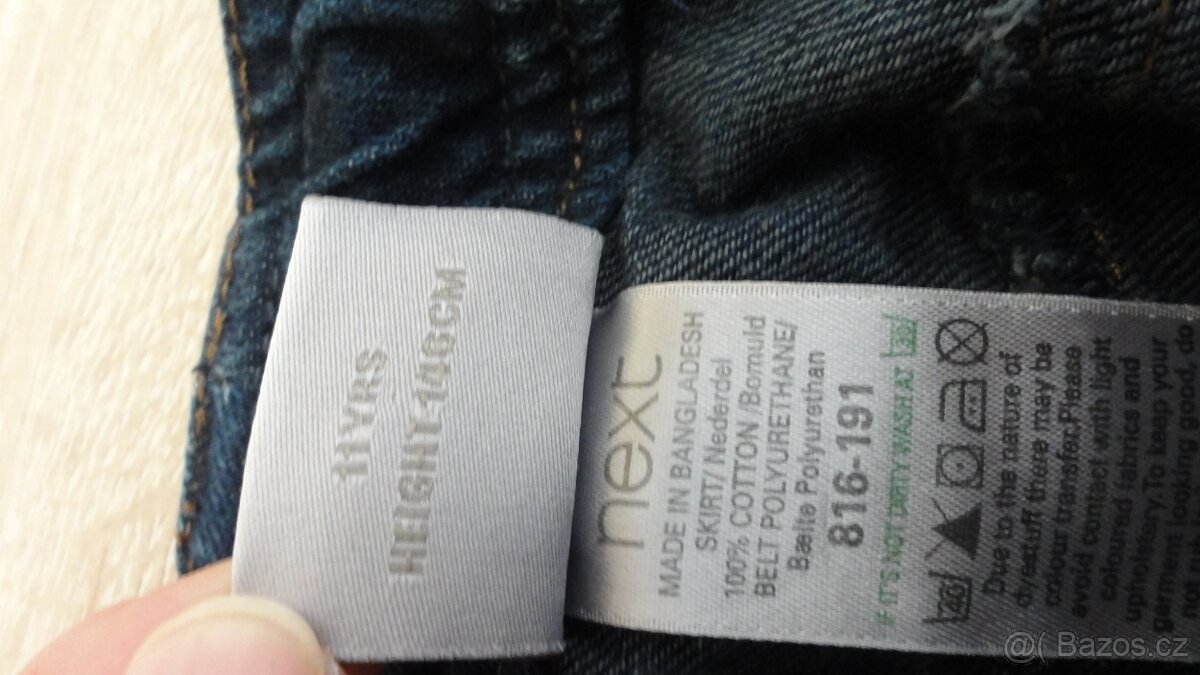 11YRS
HEIGHT 146CM
next
MADE IN BANGLADESH
SKIRT/ Nederdel
100% COTTON /Bomuld
BELT POLYURETHANE/
Bælte Polyurethan
816-191
# IT'S NOT DIRTY WASH AT 30
40
Due to the nature of
dyestuff there may be
colour transfer.Please
avoid contact with light
coloured fabrics and
upholstery.To keep your
garment looking good,do
Bazos.cz